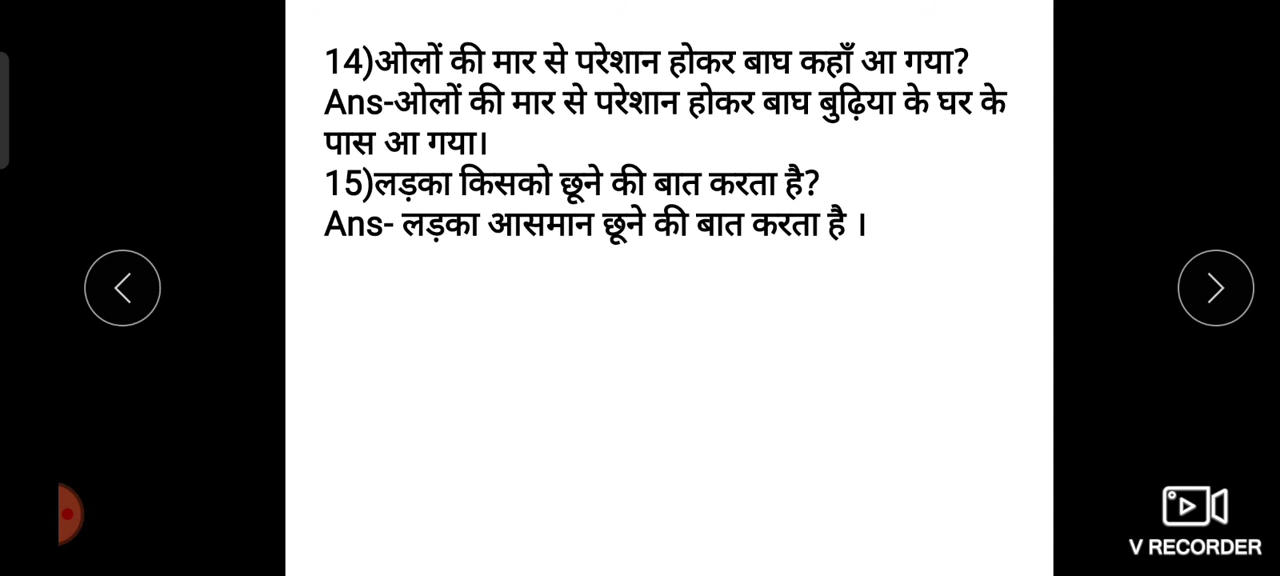 14)ओलों की मार से परेशान होकर बाघ कहाँ आ गया?
Ans-ओलों की मार से परेशान होकर बाघ बुढ़िया के घर के
पास आ गया।
15)लड़का किसको छूने की बात करता है?
Ans- लड़का आसमान छूने की बात करता है ।
V RECORDER